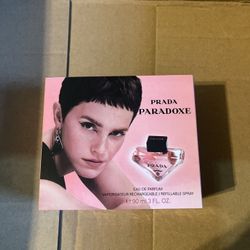 PRADA
PARADOXE
PRADA
EAU DE PARFUM
VAPORISATEUR RECHARGEABLE / REFILLABLE SPRAY
90 ml 3 FL. OZ.